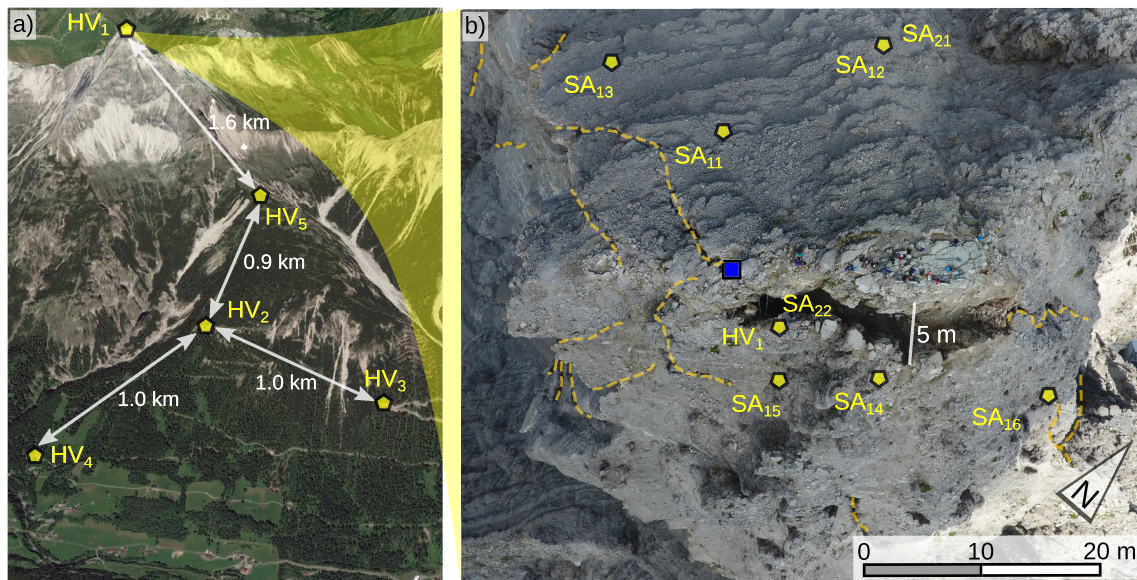 a)
HV₁
1.6 km
HV₅
0.9 km
HV₂
1.0 km
1.0 km
HV₃
HV₄
b)
SA₂₁
SA₁₂
SA₁₃
SA₁₁
SA₂₂
HV₁
5 m
SA₁₅
SA₁₄
SA₁₆
N
0 10 20 m